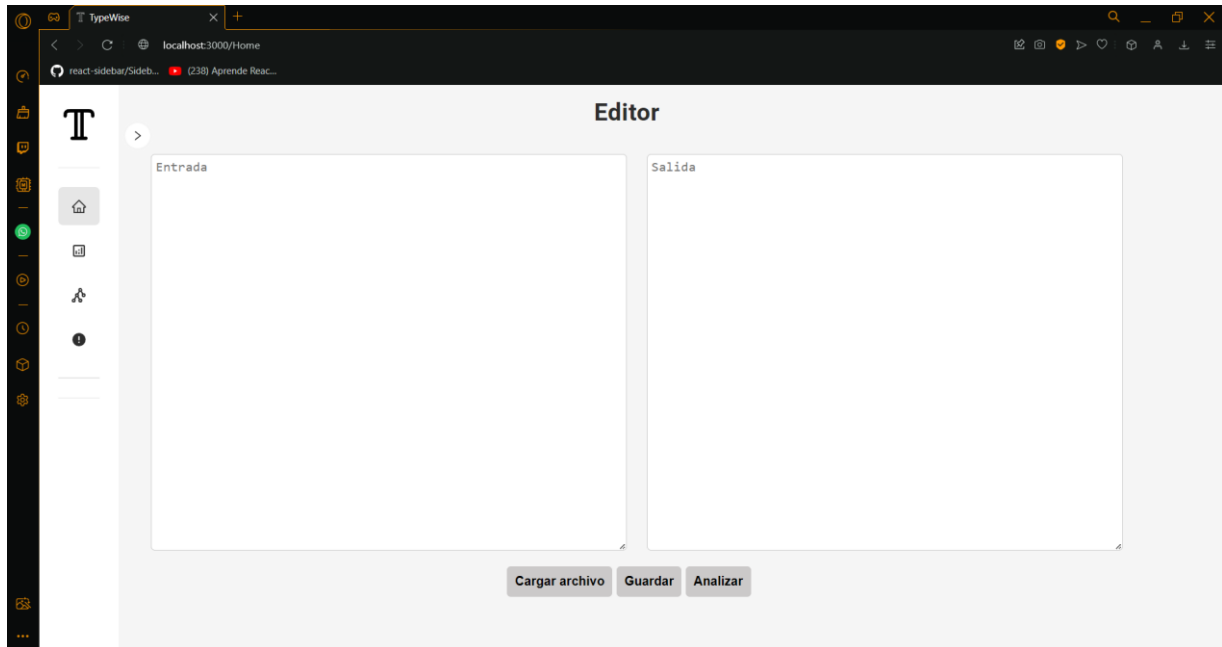 TypeWise
localhost:3000/Home
react-sidebar/Sideb... (238) Aprende Reac...
Editor
Entrada
Salida
Cargar archivo Guardar Analizar